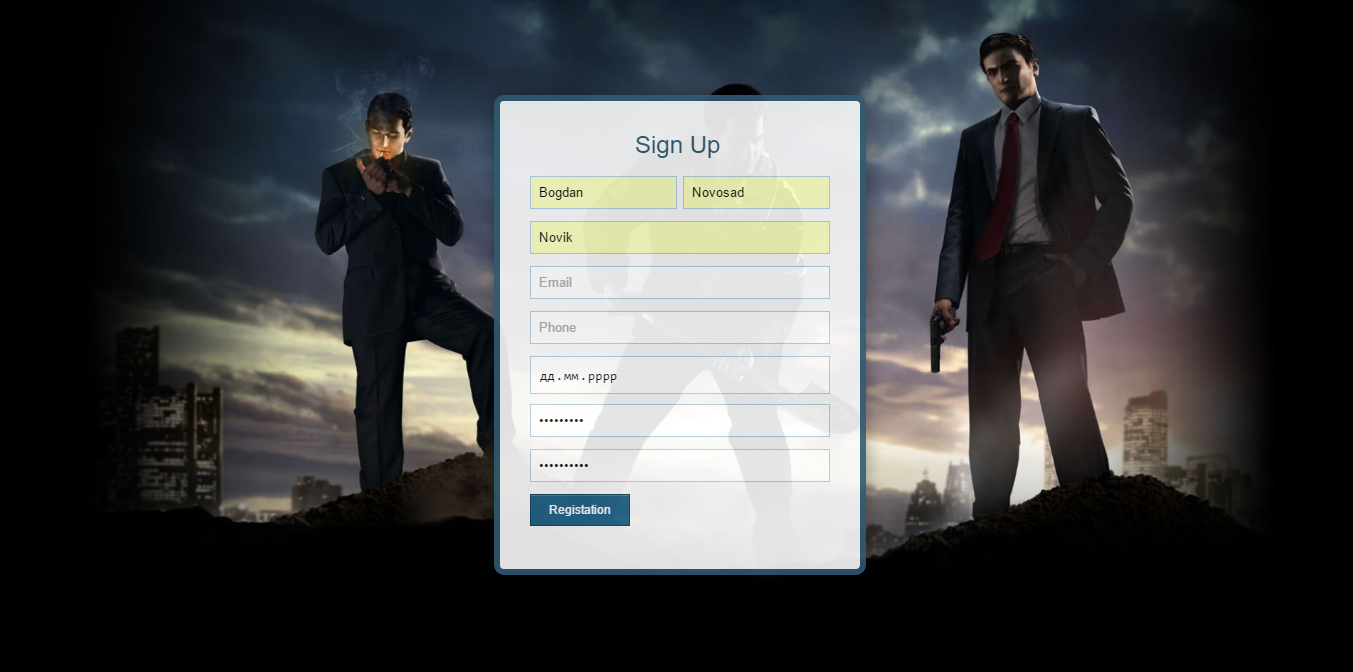 Sign Up
Bogdan Novosad
Novik
Email
Phone
дд.мм.рррр
•••••••••
••••••••••
Registation